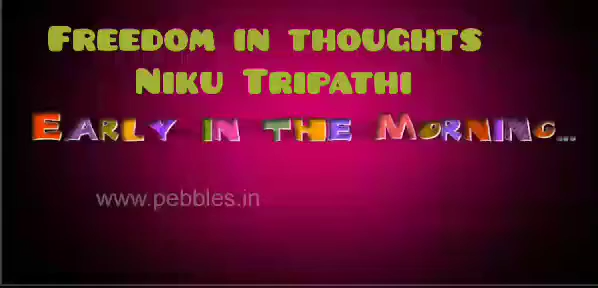 Freedom in thoughts
Niku Tripathi
Early in the Morning...
www.pebbles.in